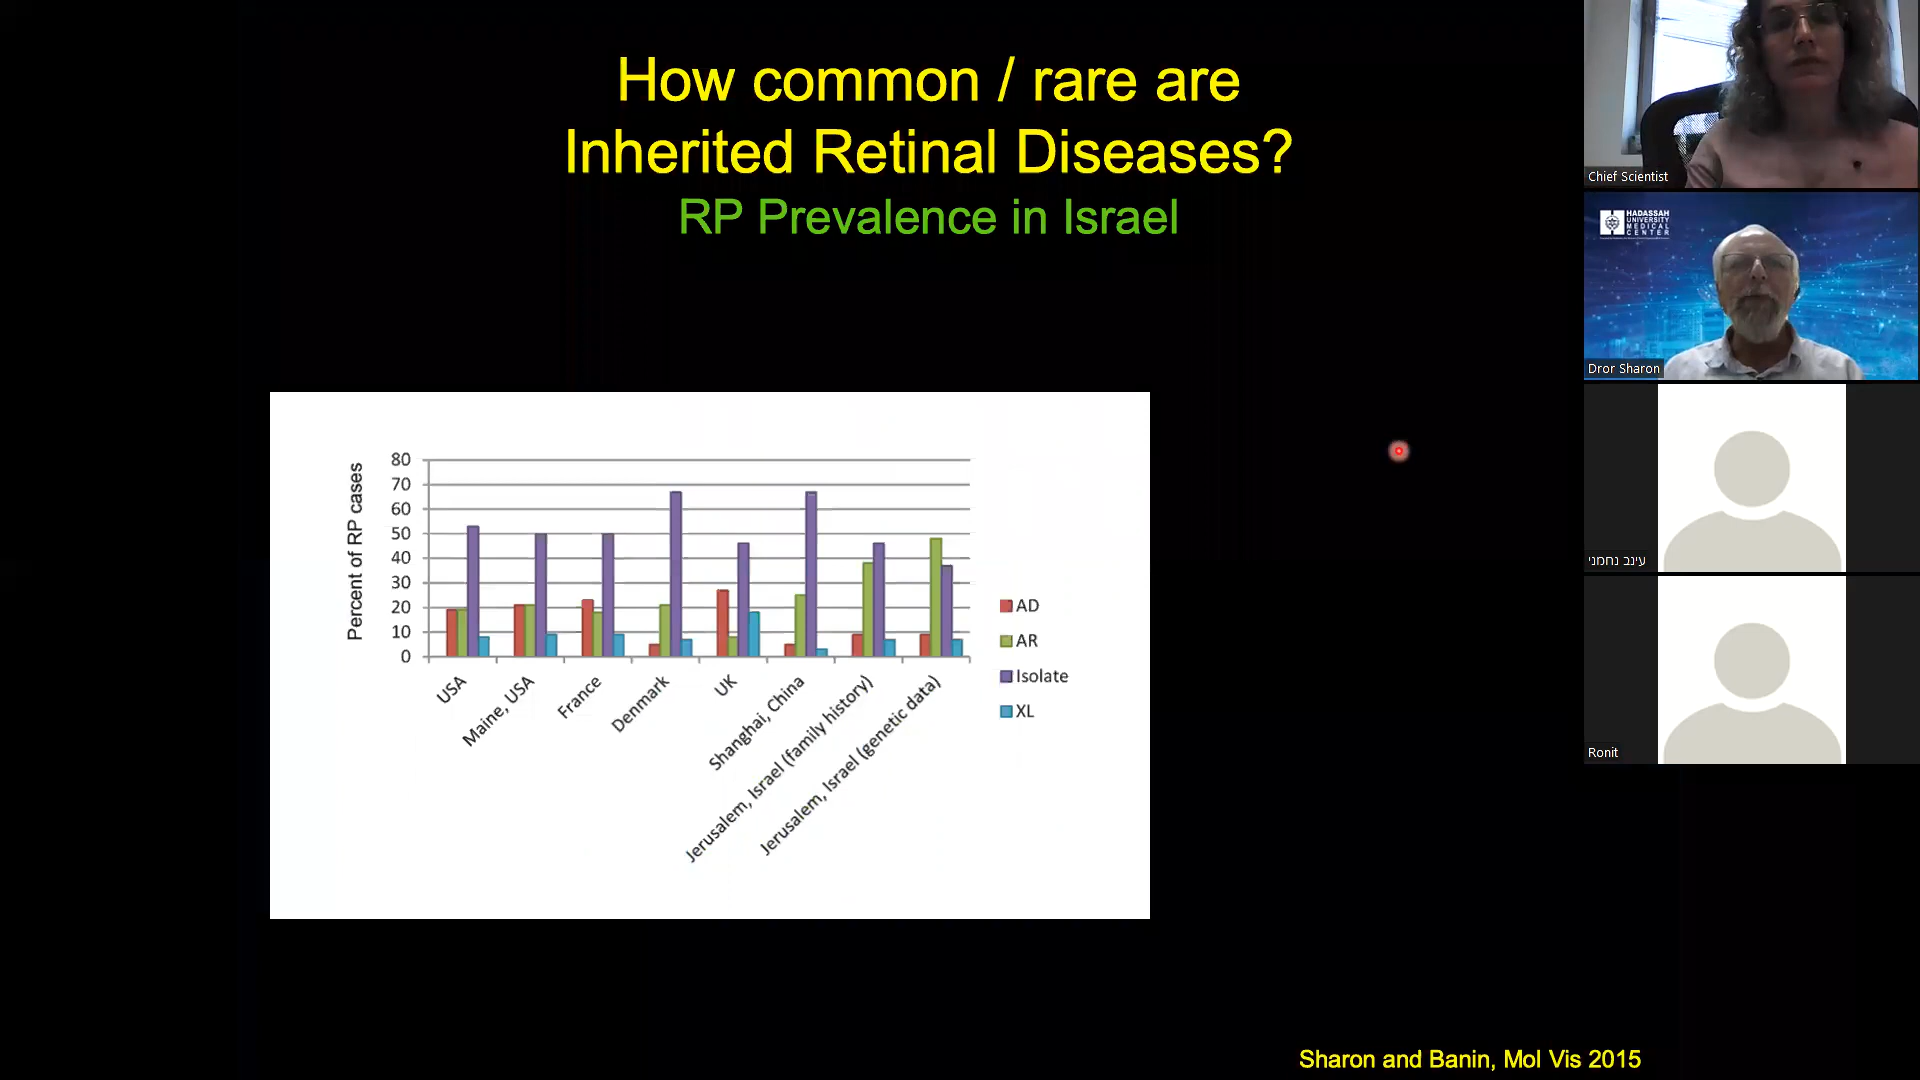 How common / rare are
Inherited Retinal Diseases?
RP Prevalence in Israel
Percent of RP cases
80
70
60
50
40
30
20
10
0
USA
Maine, USA
France
Denmark
UK
Shanghai, China
Jerusalem, Israel (family history)
Jerusalem, Israel (genetic data)
AD
AR
Isolate
XL
Sharon and Banin, Mol Vis 2015
Chief Scientist
HADASSAH
UNIVERSITY
MEDICAL
CENTER
Dror Sharon
עינב נחמני
Ronit